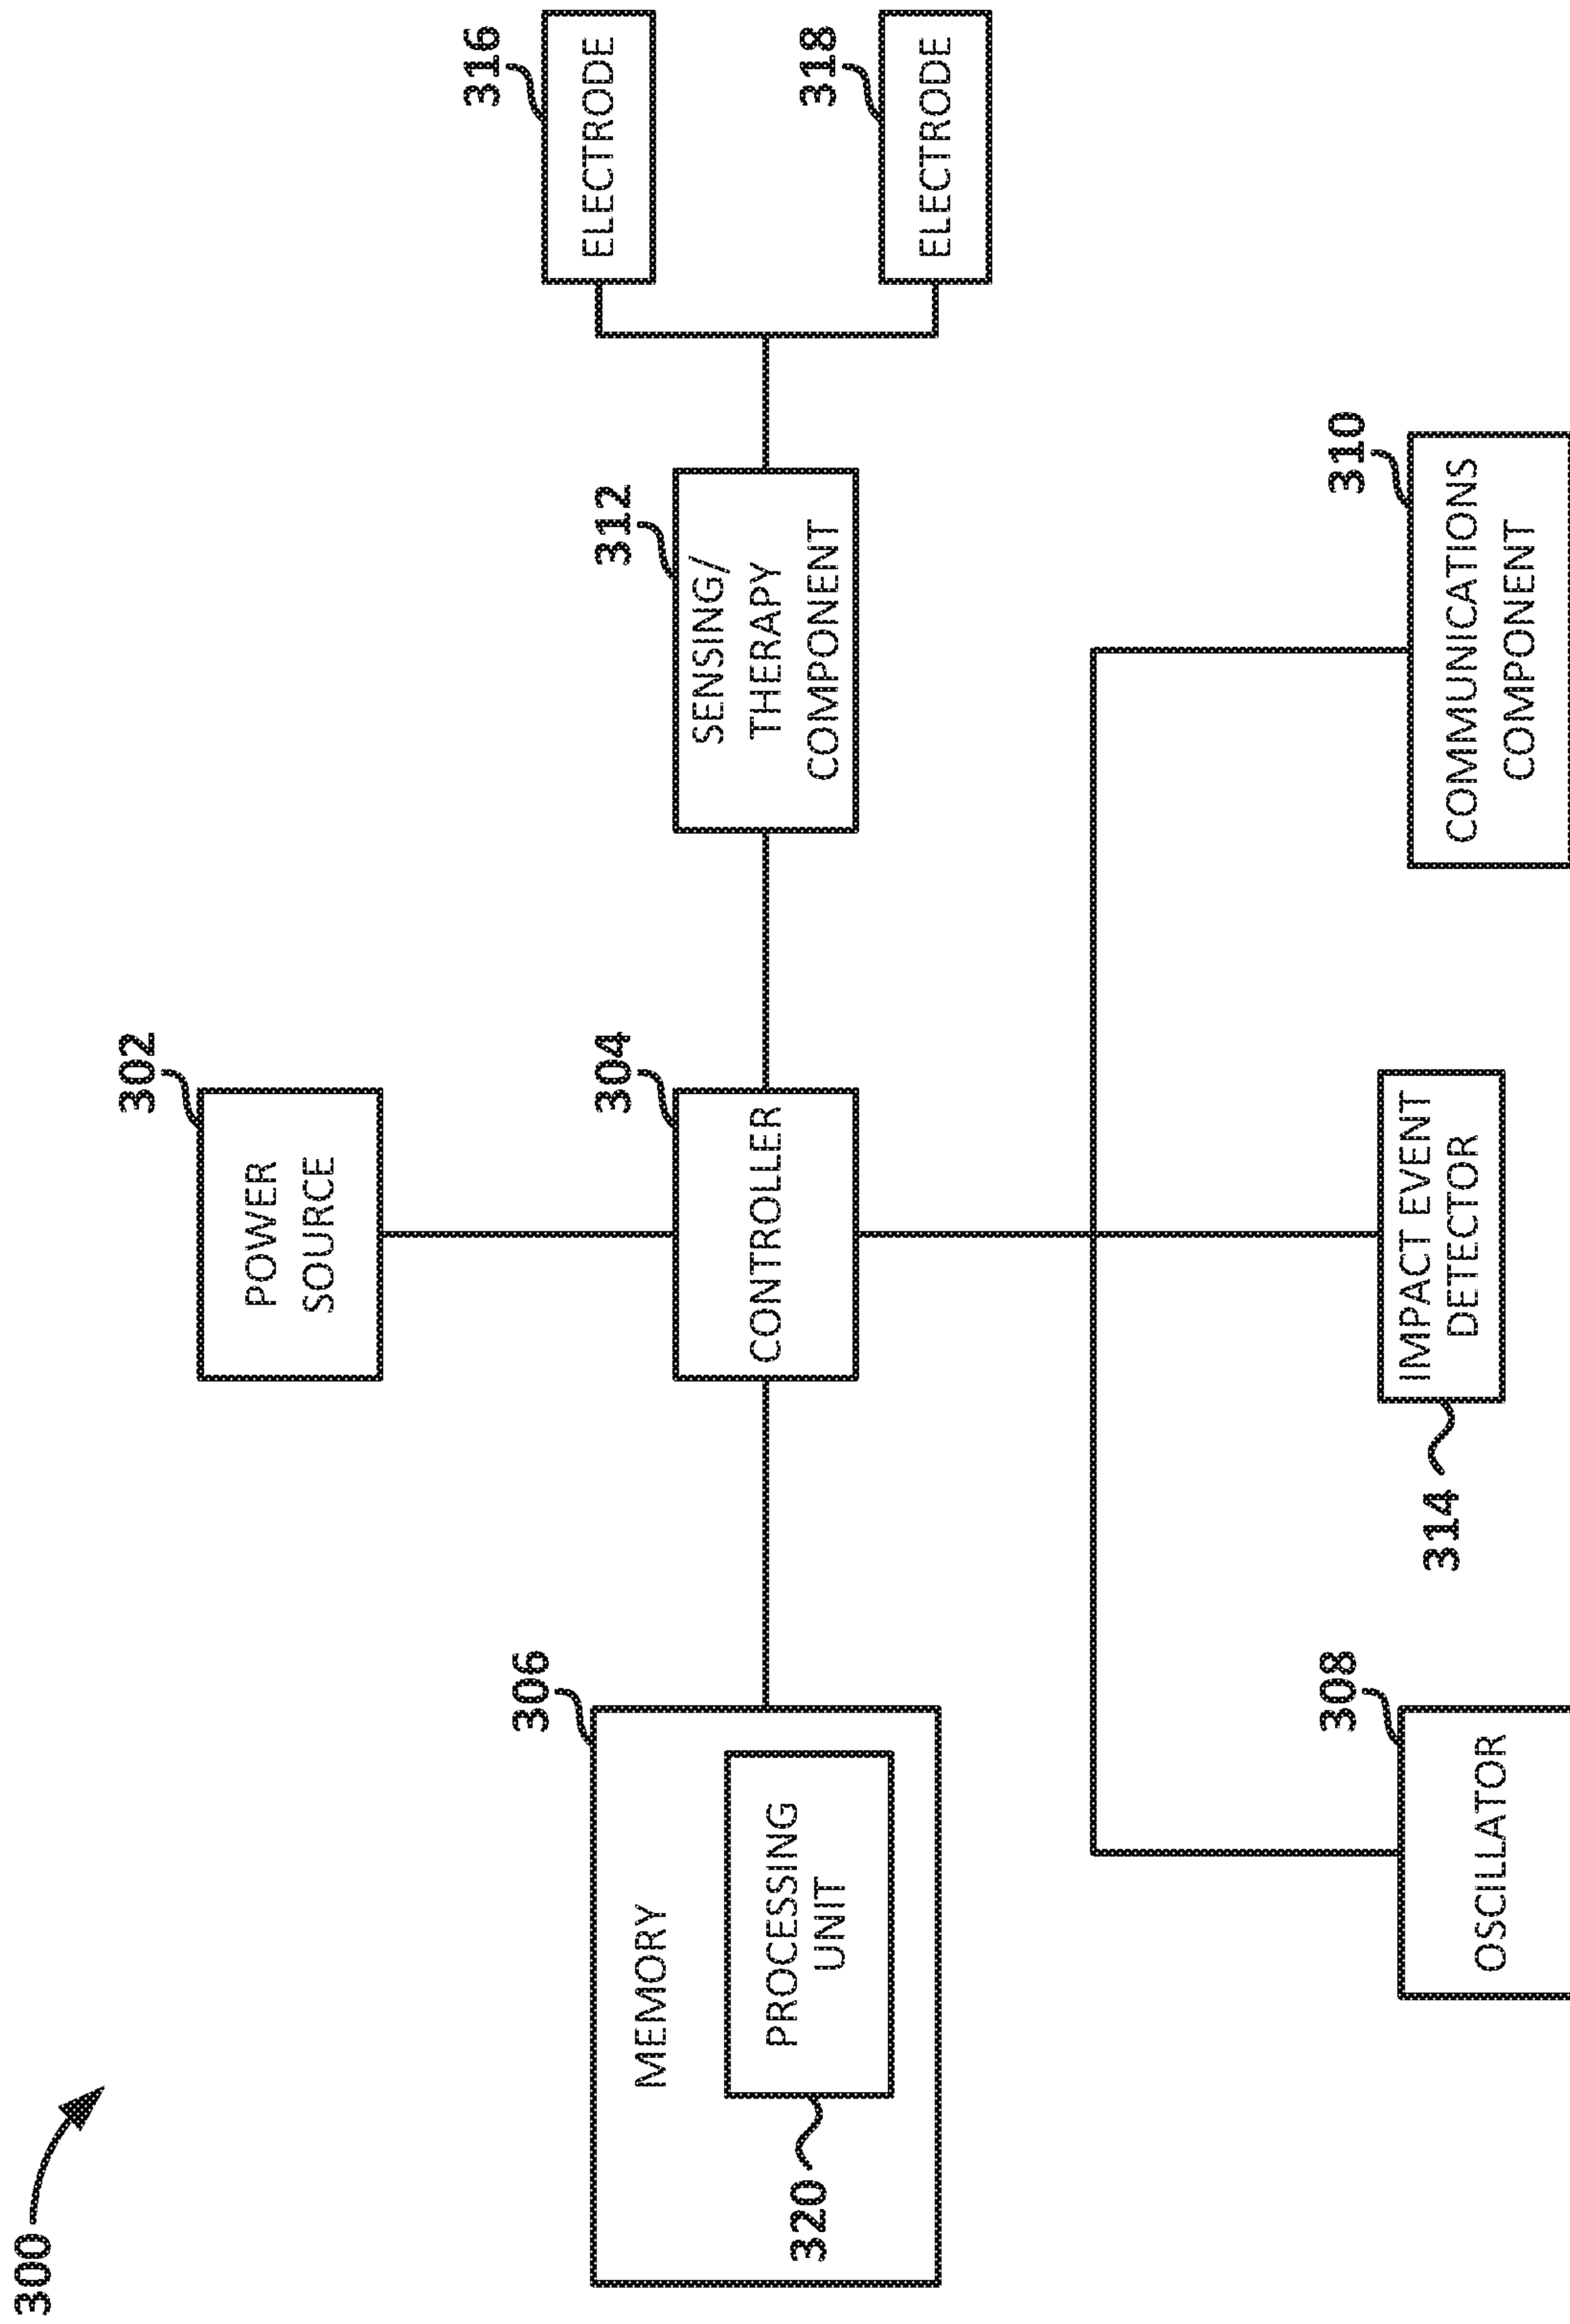 300
302
POWER
SOURCE
306
MEMORY
PROCESSING
UNIT
320
304
CONTROLLER
312
SENSING/
THERAPY
COMPONENT
316
ELECTRODE
318
ELECTRODE
308
OSCILLATOR
314
IMPACT EVENT
DETECTOR
310
COMMUNICATIONS
COMPONENT